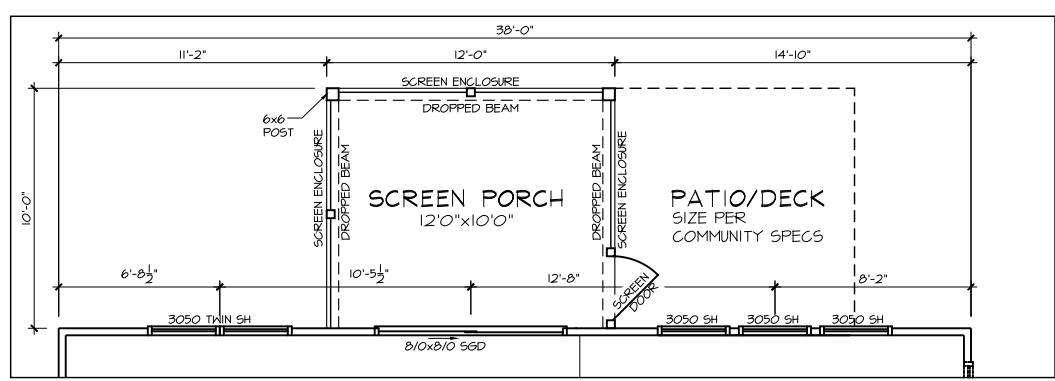 38'-0"
11'-2" 12'-0" 14'-10"
SCREEN ENCLOSURE
DROPPED BEAM
6x6
POST
10'-0"
SCREEN ENCLOSURE
DROPPED BEAM
SCREEN PORCH
12'0"x10'0"
DROPPED BEAM
SCREEN ENCLOSURE
PATIO/DECK
SIZE PER
COMMUNITY SPECS
6'-8½" 10'-5½" 12'-8" 8'-2"
SCREEN
DOOR
3050 TWIN SH
3050 SH 3050 SH 3050 SH
8/0x8/0 SGD